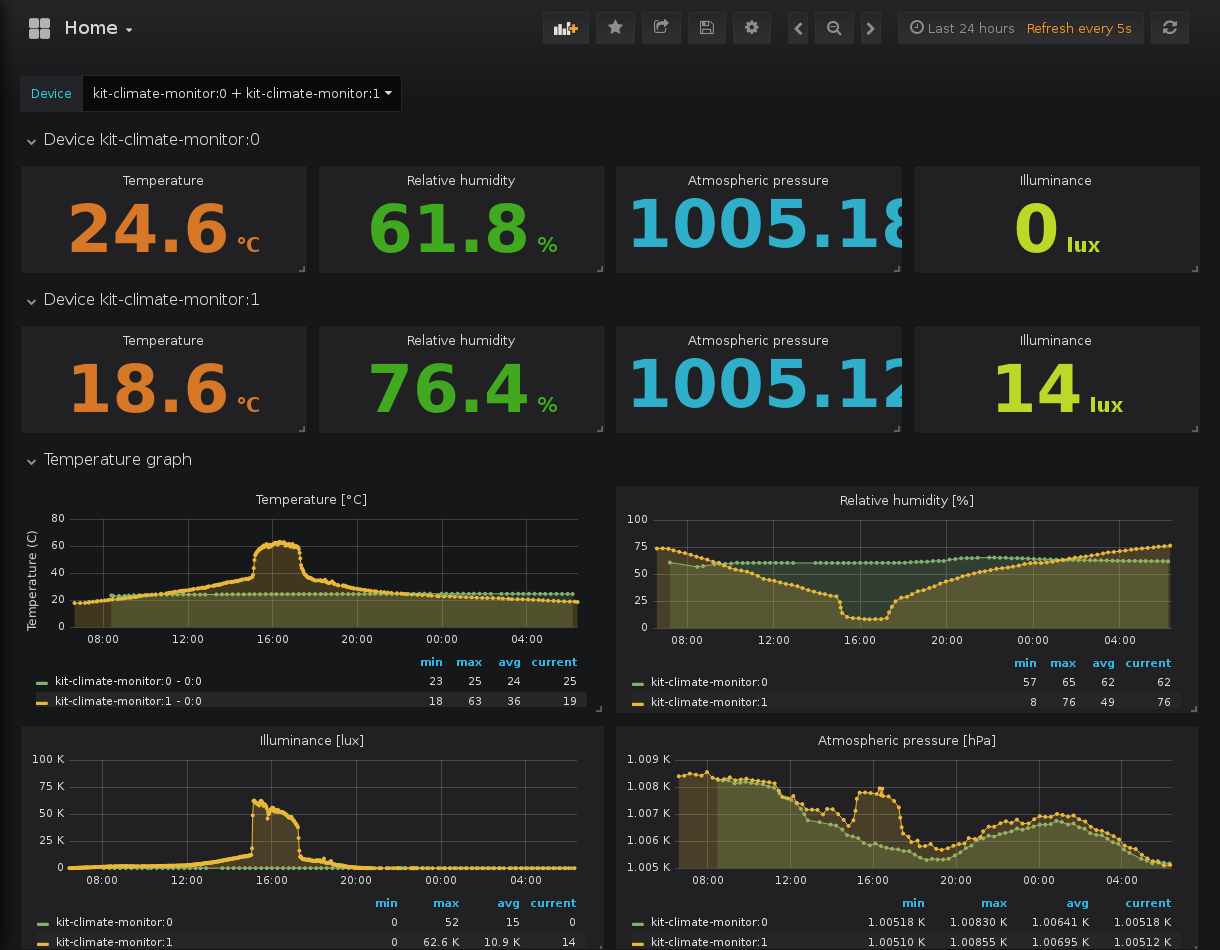 Home
Last 24 hours Refresh every 5s
Device kit-climate-monitor:0 + kit-climate-monitor:1
Device kit-climate-monitor:0
Temperature Relative humidity Atmospheric pressure Illuminance
24.6 °C 61.8 % 1005.18 0 lux
Device kit-climate-monitor:1
Temperature Relative humidity Atmospheric pressure Illuminance
18.6 °C 76.4 % 1005.12 14 lux
Temperature graph
Temperature [°C]
Temperature (C)
80
60
40
20
0
08:00 12:00 16:00 20:00 00:00 04:00
min max avg current
kit-climate-monitor:0 - 0:0 23 25 24 25
kit-climate-monitor:1 - 0:0 18 63 36 19
Relative humidity [%]
100
75
50
25
0
08:00 12:00 16:00 20:00 00:00 04:00
min max avg current
kit-climate-monitor:0 57 65 62 62
kit-climate-monitor:1 8 76 49 76
Illuminance [lux]
100 K
75 K
50 K
25 K
0
08:00 12:00 16:00 20:00 00:00 04:00
min max avg current
kit-climate-monitor:0 0 52 15 0
kit-climate-monitor:1 0 62.6 K 10.9 K 14
Atmospheric pressure [hPa]
1.009 K
1.008 K
1.007 K
1.006 K
1.005 K
08:00 12:00 16:00 20:00 00:00 04:00
min max avg current
kit-climate-monitor:0 1.00518 K 1.00830 K 1.00641 K 1.00518 K
kit-climate-monitor:1 1.00510 K 1.00855 K 1.00695 K 1.00512 K